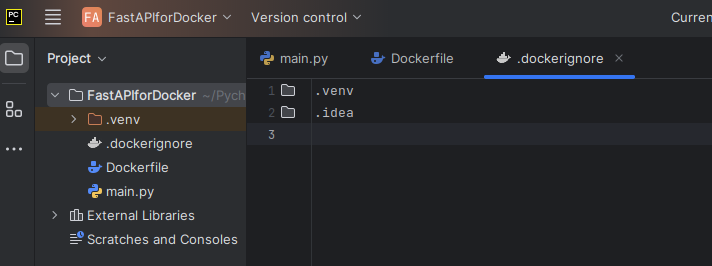 PC FA FastAPIforDocker Version control Curren
Project main.py Dockerfile .dockerignore
FastAPIforDocker ~/Pych
.venv
.dockerignore
Dockerfile
main.py
External Libraries
Scratches and Consoles
1 .venv
2 .idea
3